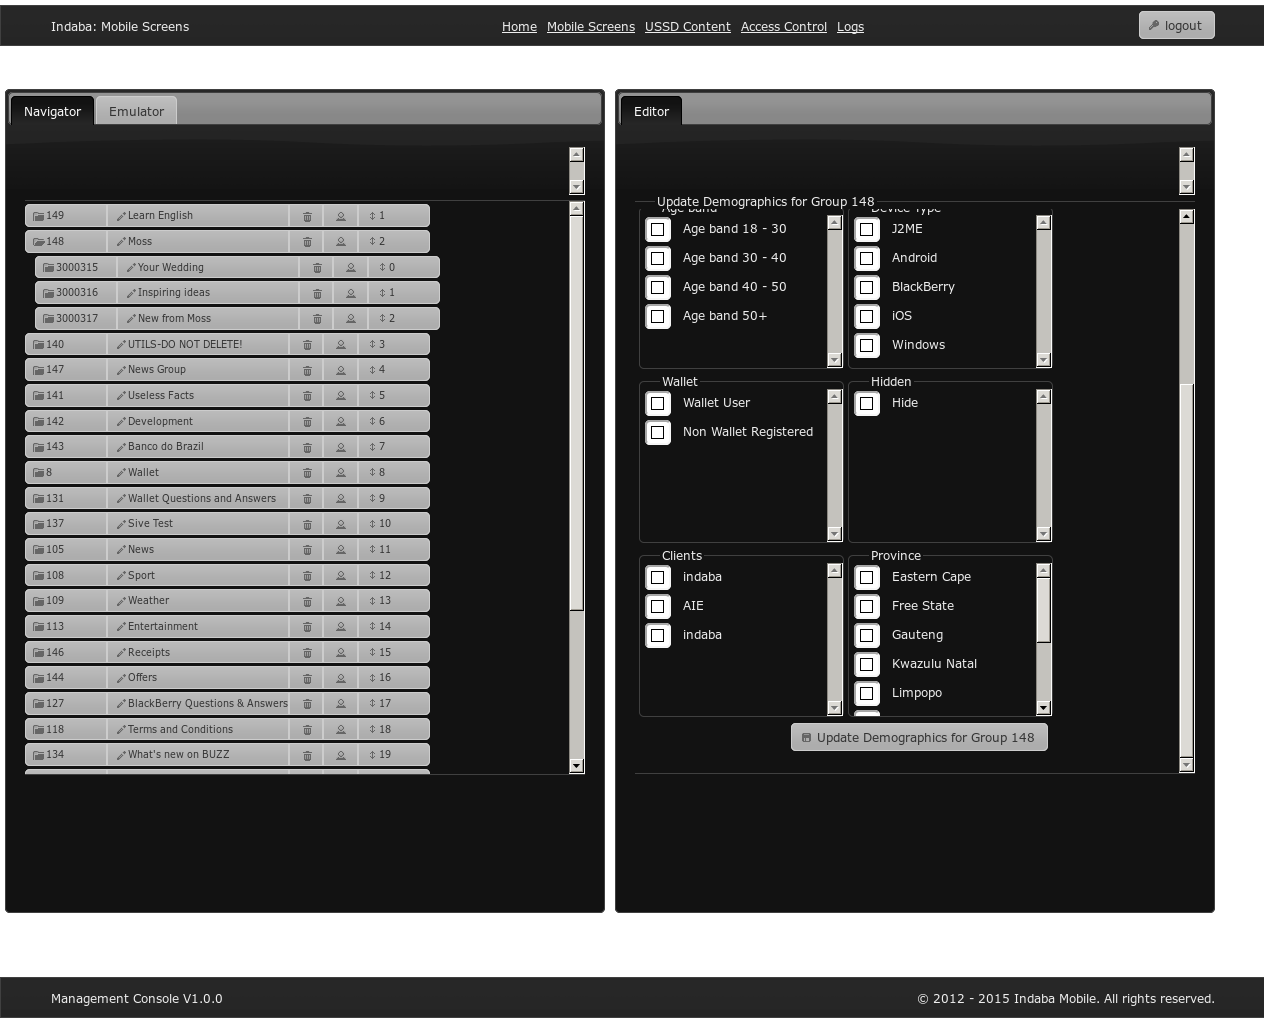 Indaba: Mobile Screens
Home Mobile Screens USSD Content Access Control Logs
logout
Navigator Emulator
149 Learn English 1
148 Moss 2
3000315 Your Wedding 0
3000316 Inspiring ideas 1
3000317 New from Moss 2
140 UTILS-DO NOT DELETE! 3
147 News Group 4
141 Useless Facts 5
142 Development 6
143 Banco do Brazil 7
8 Wallet 8
131 Wallet Questions and Answers 9
137 Sive Test 10
105 News 11
108 Sport 12
109 Weather 13
113 Entertainment 14
146 Receipts 15
144 Offers 16
127 BlackBerry Questions & Answers 17
118 Terms and Conditions 18
134 What's new on BUZZ 19
Editor
Update Demographics for Group 148
Age Band
Age band 18 - 30
Age band 30 - 40
Age band 40 - 50
Age band 50+
Device Type
J2ME
Android
BlackBerry
iOS
Windows
Wallet
Wallet User
Non Wallet Registered
Hidden
Hide
Clients
indaba
AIE
indaba
Province
Eastern Cape
Free State
Gauteng
Kwazulu Natal
Limpopo
Update Demographics for Group 148
Management Console V1.0.0
© 2012 - 2015 Indaba Mobile. All rights reserved.